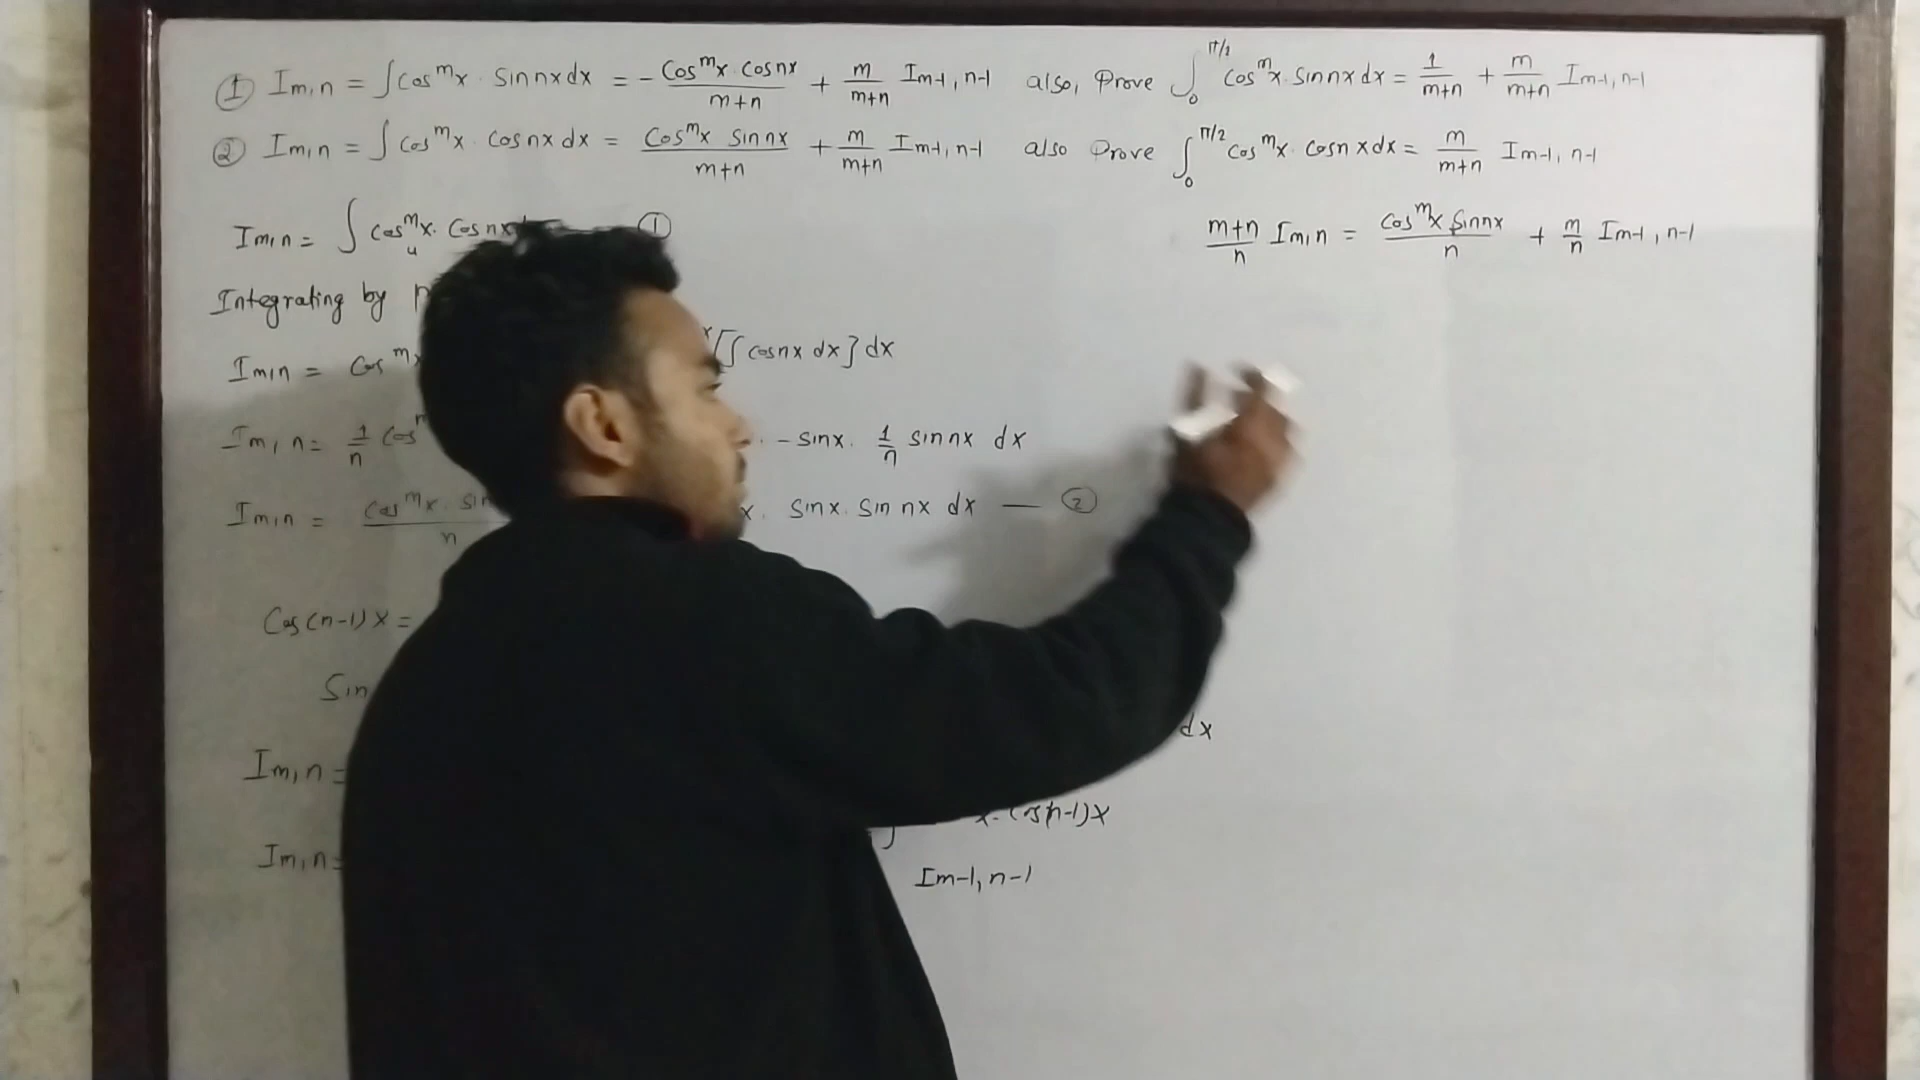 ① Im,n = ∫cos^m x · sin nx dx = - (cos^m x · cos nx)/(m+n) + m/(m+n) Im-1, n-1 also, Prove ∫_0^{π/2} cos^m x · sin nx dx = 1/(m+n) + m/(m+n) Im-1, n-1
② Im,n = ∫ cos^m x · cos nx dx = (cos^m x sin nx)/(m+n) + m/(m+n) Im-1, n-1 also Prove ∫_0^{π/2} cos^m x · cos n x dx = m/(m+n) Im-1, n-1
Im,n = ∫ cos^m x · cos nx ①
u
Integrating by
Im,n = cos^m x [∫ cos nx dx] dx
Im,n = 1/n cos^m · - sin x · 1/n sin nx dx
Im,n = cos^m x · sin / n x · sin x · sin nx dx — ②
Cos(n-1)x =
Sin
dx
Im,n =
x · cos(n-1)x
Im,n =
Im-1, n-1
(m+n)/n Im,n = (cos^m x sin nx)/n + m/n Im-1, n-1